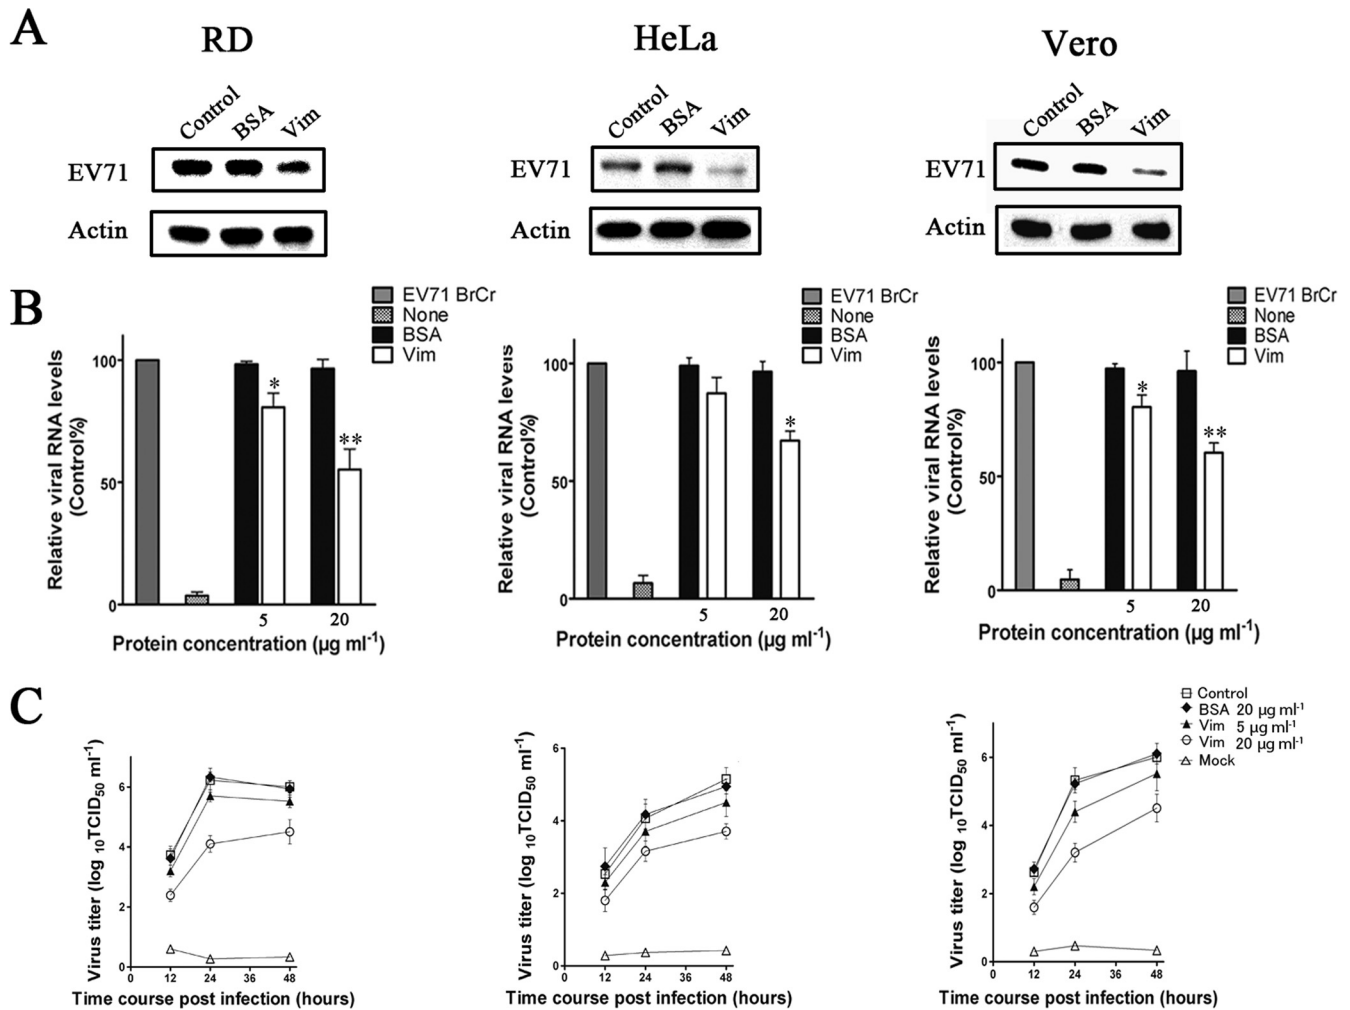 A
RD
HeLa
Vero
Control BSA Vim
Control BSA Vim
Control BSA Vim
EV71
EV71
EV71
Actin
Actin
Actin
B
EV71 BrCr
None
BSA
Vim
EV71 BrCr
None
BSA
Vim
EV71 BrCr
None
BSA
Vim
Relative viral RNA levels
(Control%)
100
50
0
*
**
5 20
Protein concentration (µg ml-1)
Relative viral RNA levels
(Control%)
100
50
0
*
5 20
Protein concentration (µg ml-1)
Relative viral RNA levels
(Control%)
100
50
0
*
**
5 20
Protein concentration (µg ml-1)
C
Control
BSA 20 µg ml-1
Vim 5 µg ml-1
Vim 20 µg ml-1
Mock
Virus titer (log 10TCID50 ml-1)
6
4
2
0
0 12 24 36 48
Time course post infection (hours)
Virus titer (log 10TCID50 ml-1)
6
4
2
0
0 12 24 36 48
Time course post infection (hours)
Virus titer (log 10TCID50 ml-1)
6
4
2
0
0 12 24 36 48
Time course post infection (hours)